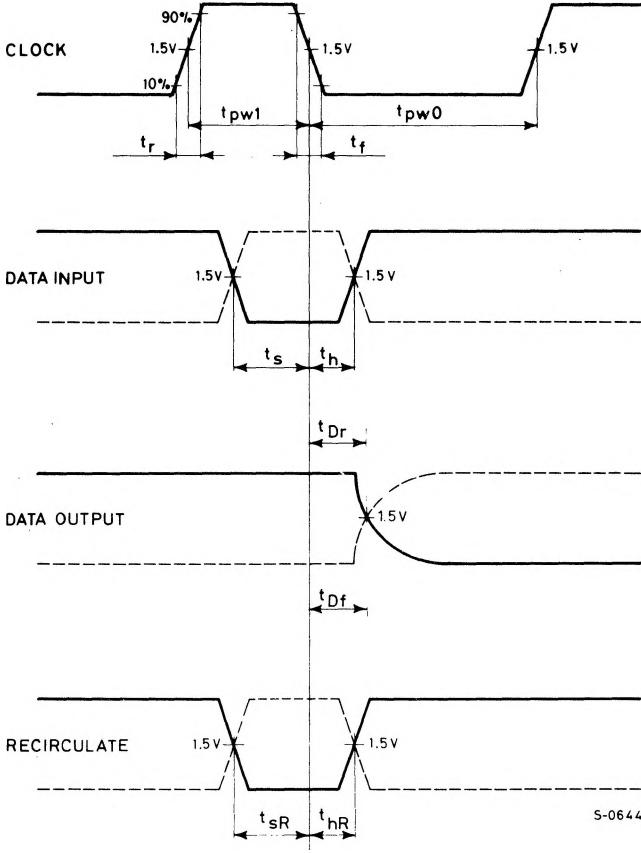 90%
CLOCK
1.5V
1.5V
1.5V
10%
tpw1
tpw0
tr
tf
DATA INPUT
1.5V
1.5V
ts
th
tDr
DATA OUTPUT
1.5V
tDf
RECIRCULATE
1.5V
1.5V
tsR
thR
S-0644